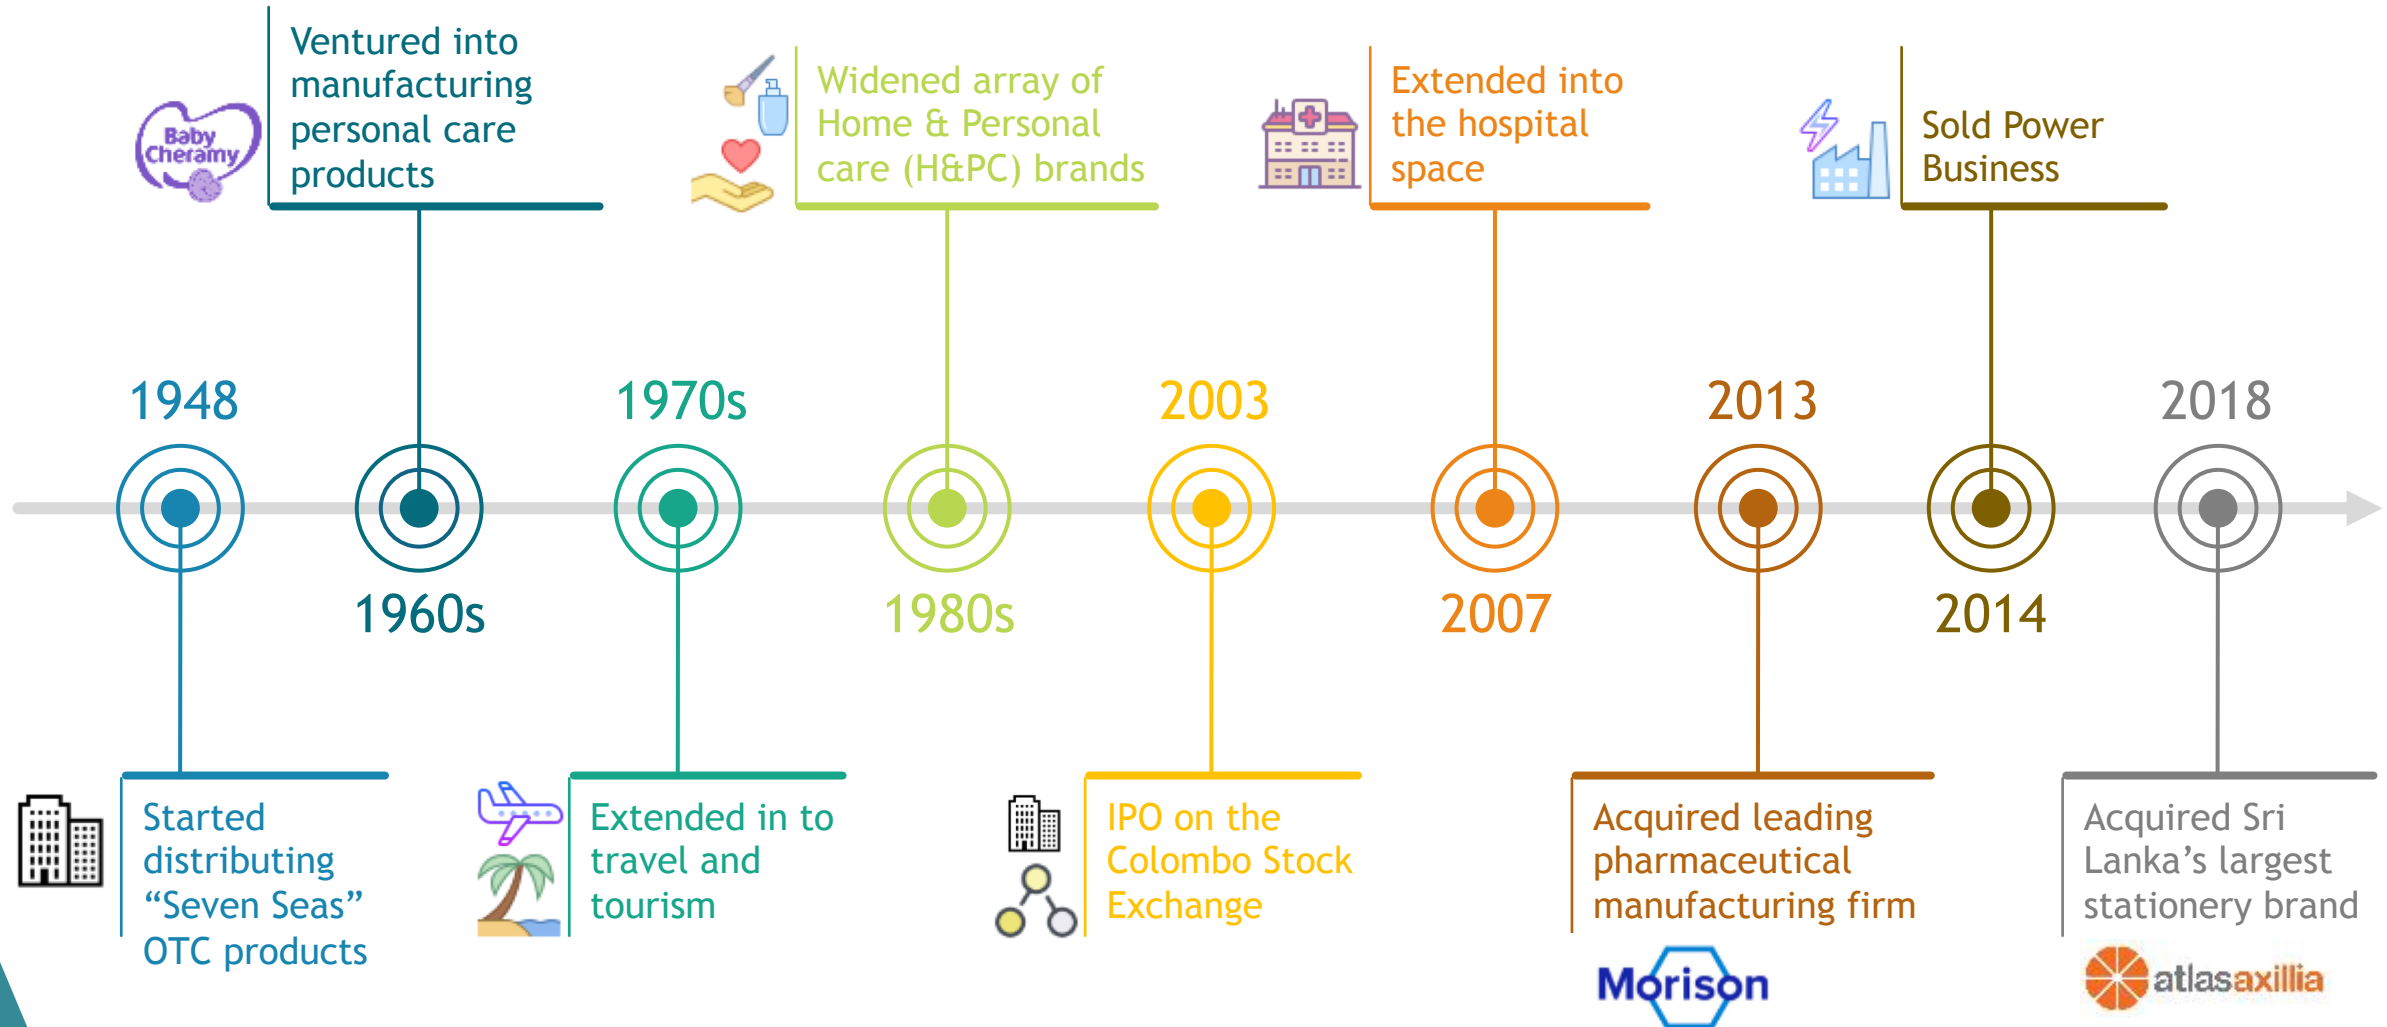 Ventured into
manufacturing
personal care
products
Baby
Cheramy
Widened array of
Home & Personal
care (H&PC) brands
Extended into
the hospital
space
Sold Power
Business
1948
1970s
2003
2013
2018
1960s
1980s
2007
2014
Started
distributing
“Seven Seas”
OTC products
Extended in to
travel and
tourism
IPO on the
Colombo Stock
Exchange
Acquired leading
pharmaceutical
manufacturing firm
Morison
Acquired Sri
Lanka’s largest
stationery brand
atlasaxillia